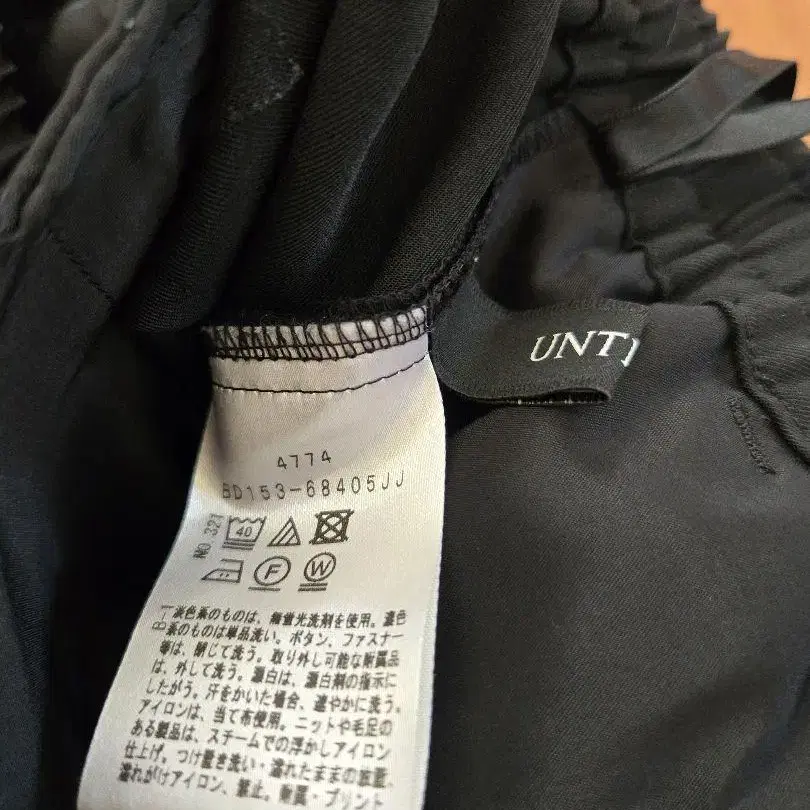 UNT
4774
BD153-68405JJ
NO.321
40
F
W
淡色系のものは、無蛍光洗剤を使用。濃色
系のものは単品洗い。ボタン、ファスナー
等は、閉じて洗う。取り外し可能な附属品
は、外して洗う。漂白は、漂白剤の指示に
したがう。汗をかいた場合、速やかに洗う。
アイロンは、当て布使用。ニットや毛足の
ある製品は、スチームでの浮かしアイロン
仕上げ。つけ置き洗い・濡れたままの放置、
濡れがけアイロン、禁止。附属・プリント